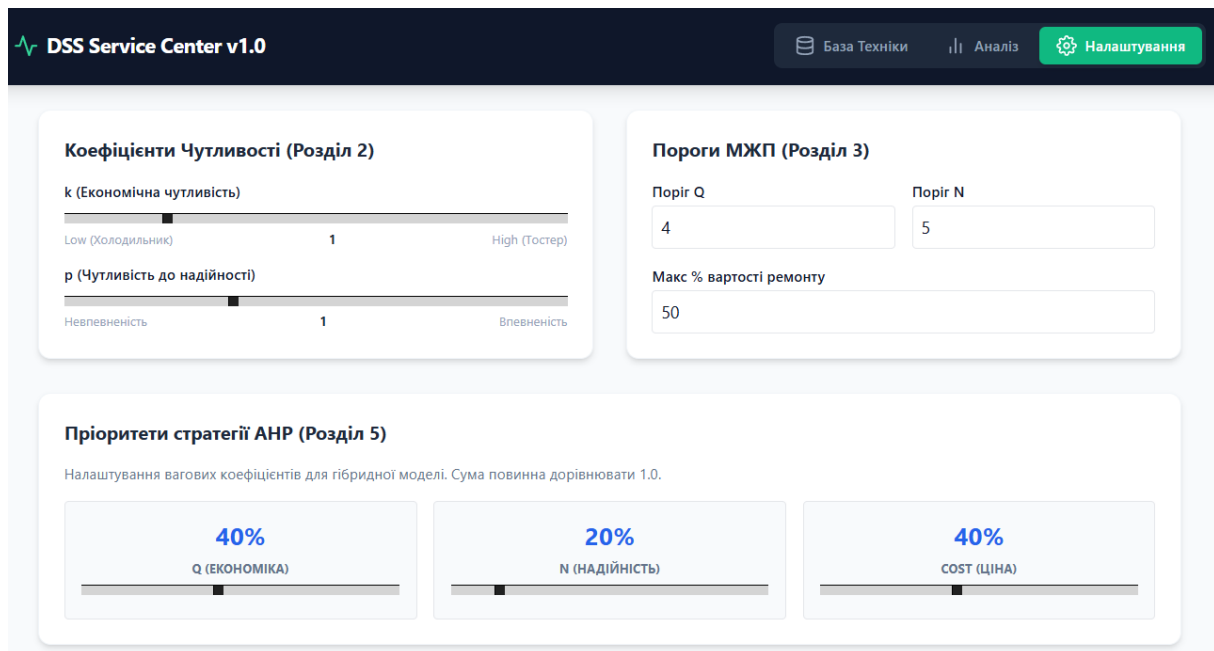 DSS Service Center v1.0
База Техніки
Аналіз
Налаштування
Коефіцієнти Чутливості (Розділ 2)
k (Економічна чутливість)
Low (Холодильник) 1 High (Тостер)
p (Чутливість до надійності)
Невпевненість 1 Впевненість
Пороги МЖП (Розділ 3)
Поріг Q Поріг N
4 5
Макс % вартості ремонту
50
Пріоритети стратегії AHP (Розділ 5)
Налаштування вагових коефіцієнтів для гібридної моделі. Сума повинна дорівнювати 1.0.
40% 20% 40%
Q (ЕКОНОМІКА) N (НАДІЙНІСТЬ) COST (ЦІНА)